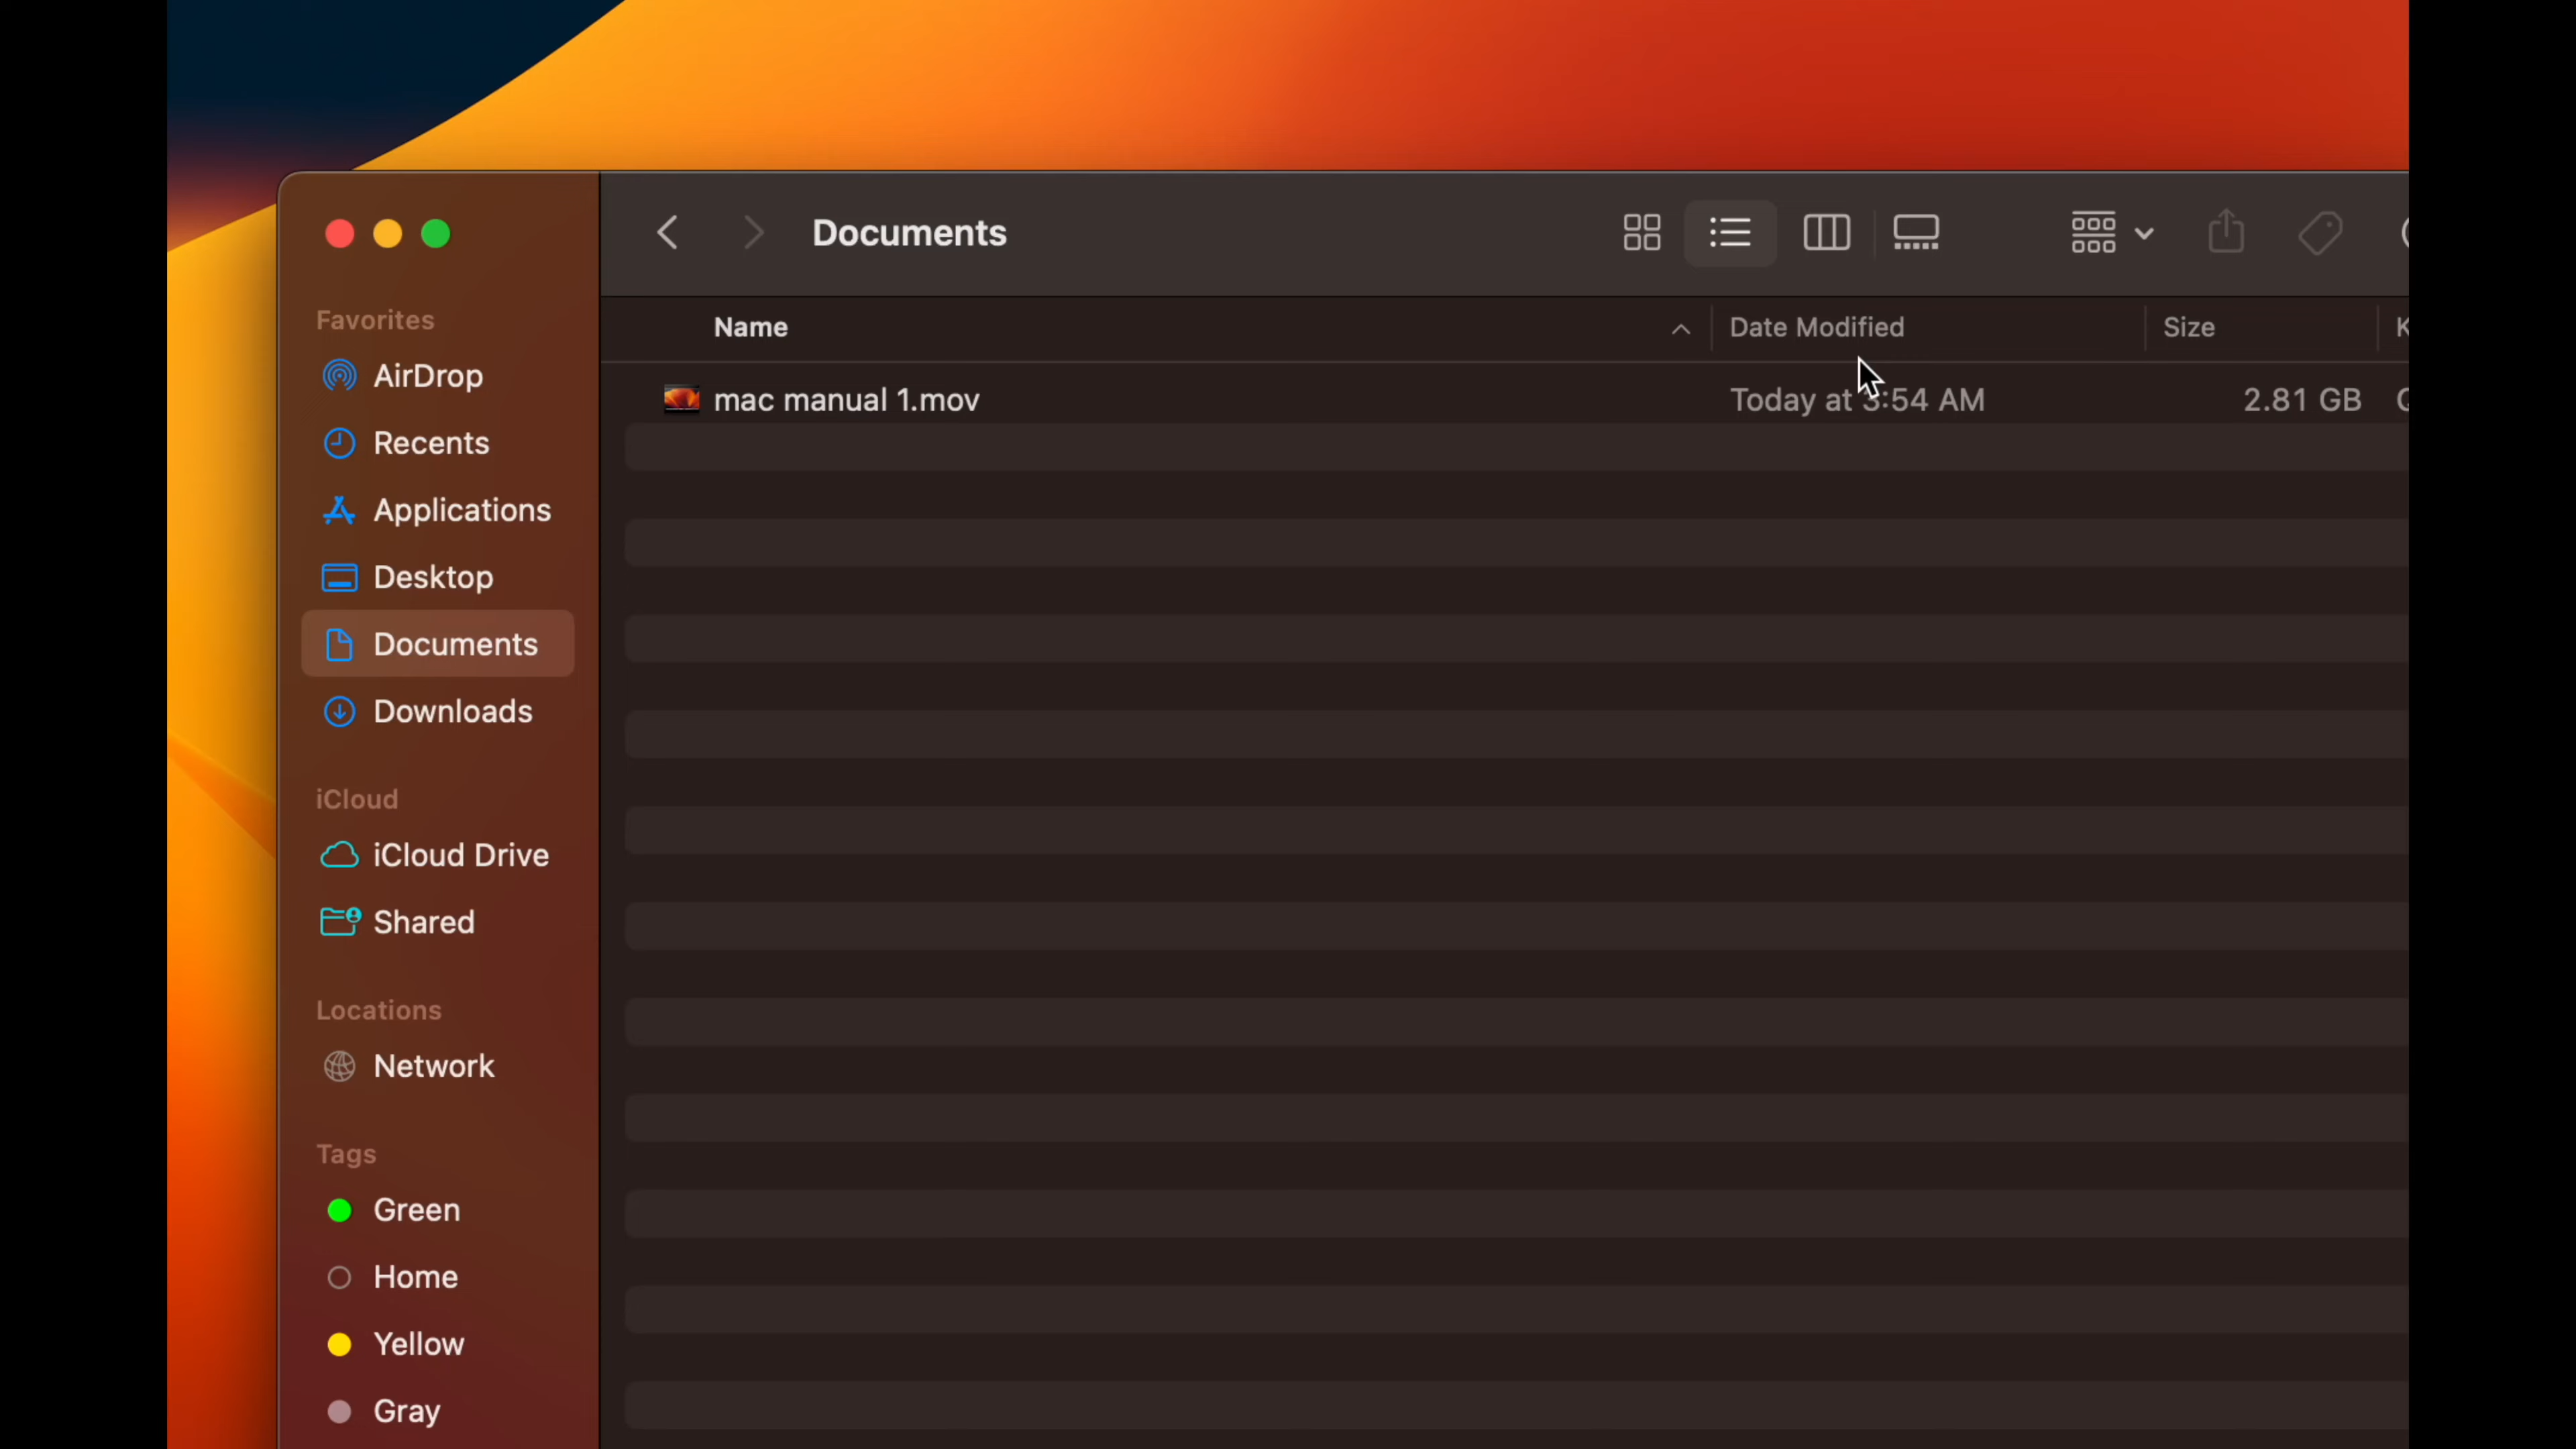 Documents
Favorites
AirDrop
Recents
Applications
Desktop
Documents
Downloads
iCloud
iCloud Drive
Shared
Locations
Network
Tags
Green
Home
Yellow
Gray
Name Date Modified Size
mac manual 1.mov Today at 3:54 AM 2.81 GB